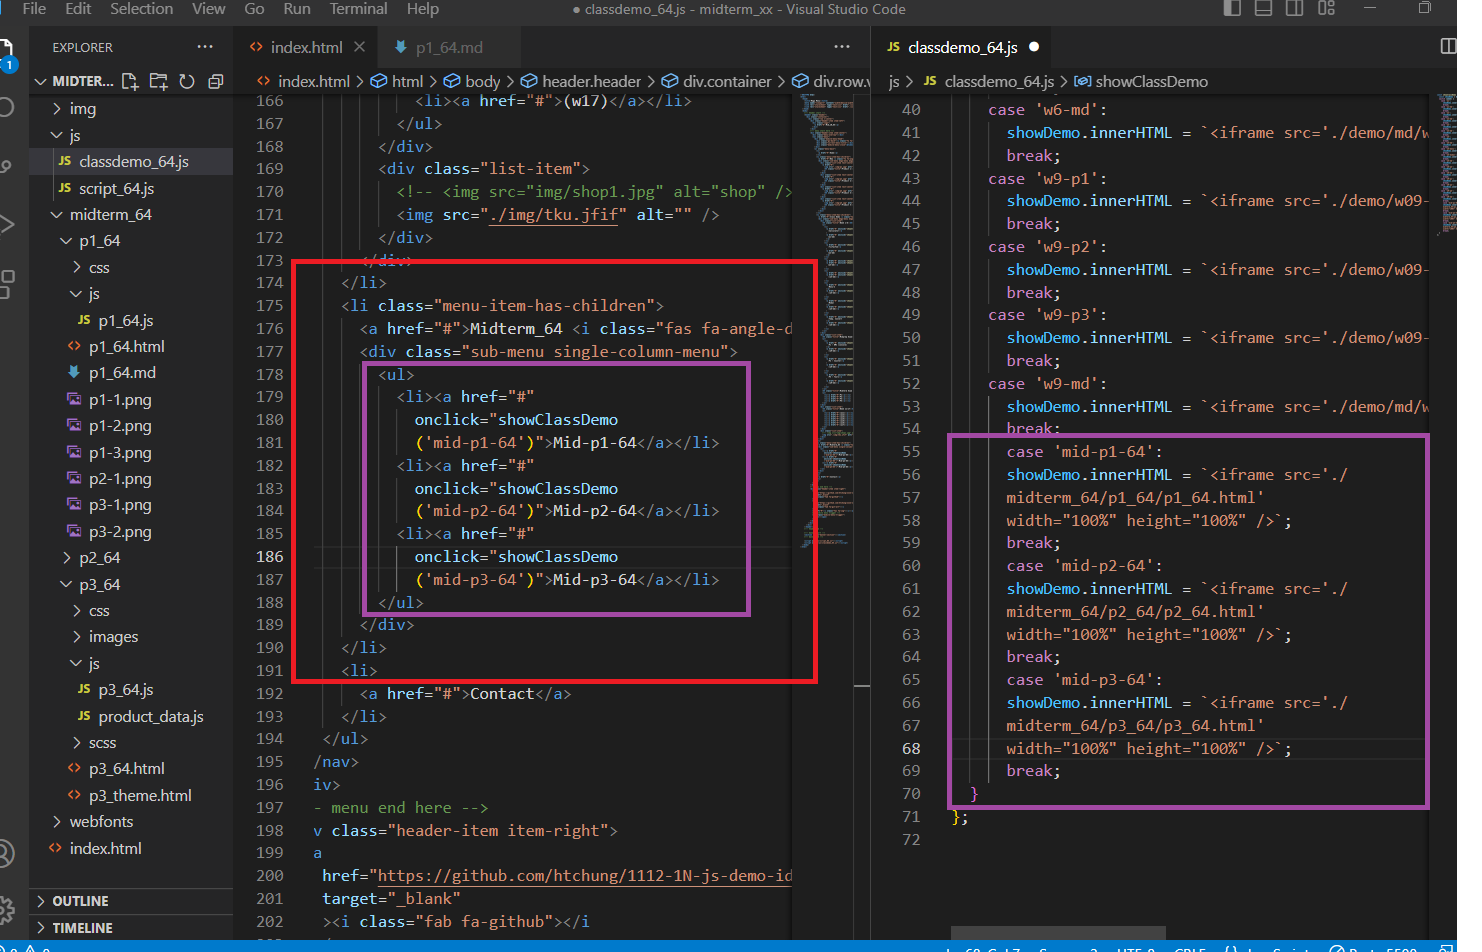 File Edit Selection View Go Run Terminal Help
● classdemo_64.js - midterm_xx - Visual Studio Code
EXPLORER
MIDTER...
img
js
JS classdemo_64.js
JS script_64.js
midterm_64
p1_64
css
js
JS p1_64.js
<> p1_64.html
p1_64.md
p1-1.png
p1-2.png
p1-3.png
p2-1.png
p3-1.png
p3-2.png
p2_64
p3_64
css
images
js
JS p3_64.js
JS product_data.js
scss
<> p3_64.html
<> p3_theme.html
webfonts
<> index.html
OUTLINE
TIMELINE
1
<> index.html × p1_64.md ...
<> index.html > html > body > header.header > div.container > div.row.v
166 <li><a href="#">(w17)</a></li>
167 </ul>
168 </div>
169 <div class="list-item">
170 <!-- <img src="img/shop1.jpg" alt="shop" />
171 <img src="./img/tku.jfif" alt="" />
172 </div>
173 </div>
174 </li>
175 <li class="menu-item-has-children">
176 <a href="#">Midterm_64 <i class="fas fa-angle-d
177 <div class="sub-menu single-column-menu">
178 <ul>
179 <li><a href="#"
180 onclick="showClassDemo
181 ('mid-p1-64')">Mid-p1-64</a></li>
182 <li><a href="#"
183 onclick="showClassDemo
184 ('mid-p2-64')">Mid-p2-64</a></li>
185 <li><a href="#"
186 onclick="showClassDemo
187 ('mid-p3-64')">Mid-p3-64</a></li>
188 </ul>
189 </div>
190 </li>
191 <li>
192 <a href="#">Contact</a>
193 </li>
194 </ul>
195 /nav>
196 iv>
197 - menu end here -->
198 v class="header-item item-right">
199 a
200 href="https://github.com/htchung/1112-1N-js-demo-id
201 target="_blank"
202 ><i class="fab fa-github"></i
JS classdemo_64.js ●
js > JS classdemo_64.js > showClassDemo
40 case 'w6-md':
41 showDemo.innerHTML = `<iframe src='./demo/md/w
42 break;
43 case 'w9-p1':
44 showDemo.innerHTML = `<iframe src='./demo/w09-
45 break;
46 case 'w9-p2':
47 showDemo.innerHTML = `<iframe src='./demo/w09-
48 break;
49 case 'w9-p3':
50 showDemo.innerHTML = `<iframe src='./demo/w09-
51 break;
52 case 'w9-md':
53 showDemo.innerHTML = `<iframe src='./demo/md/w
54 break;
55 case 'mid-p1-64':
56 showDemo.innerHTML = `<iframe src='./
57 midterm_64/p1_64/p1_64.html'
58 width="100%" height="100%" />`;
59 break;
60 case 'mid-p2-64':
61 showDemo.innerHTML = `<iframe src='./
62 midterm_64/p2_64/p2_64.html'
63 width="100%" height="100%" />`;
64 break;
65 case 'mid-p3-64':
66 showDemo.innerHTML = `<iframe src='./
67 midterm_64/p3_64/p3_64.html'
68 width="100%" height="100%" />`;
69 break;
70 }
71 };
72